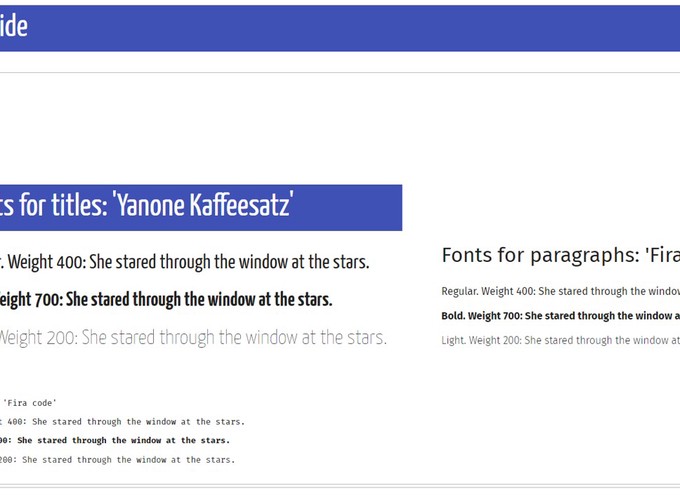 ide
ts for titles: 'Yanone Kaffeesatz'
r. Weight 400: She stared through the window at the stars.
Weight 700: She stared through the window at the stars.
Weight 200: She stared through the window at the stars.
Fonts for paragraphs: 'Fira
Regular. Weight 400: She stared through the window
Bold. Weight 700: She stared through the window a
Light. Weight 200: She stared through the window at
'Fira code'
t 400: She stared through the window at the stars.
00: She stared through the window at the stars.
200: She stared through the window at the stars.